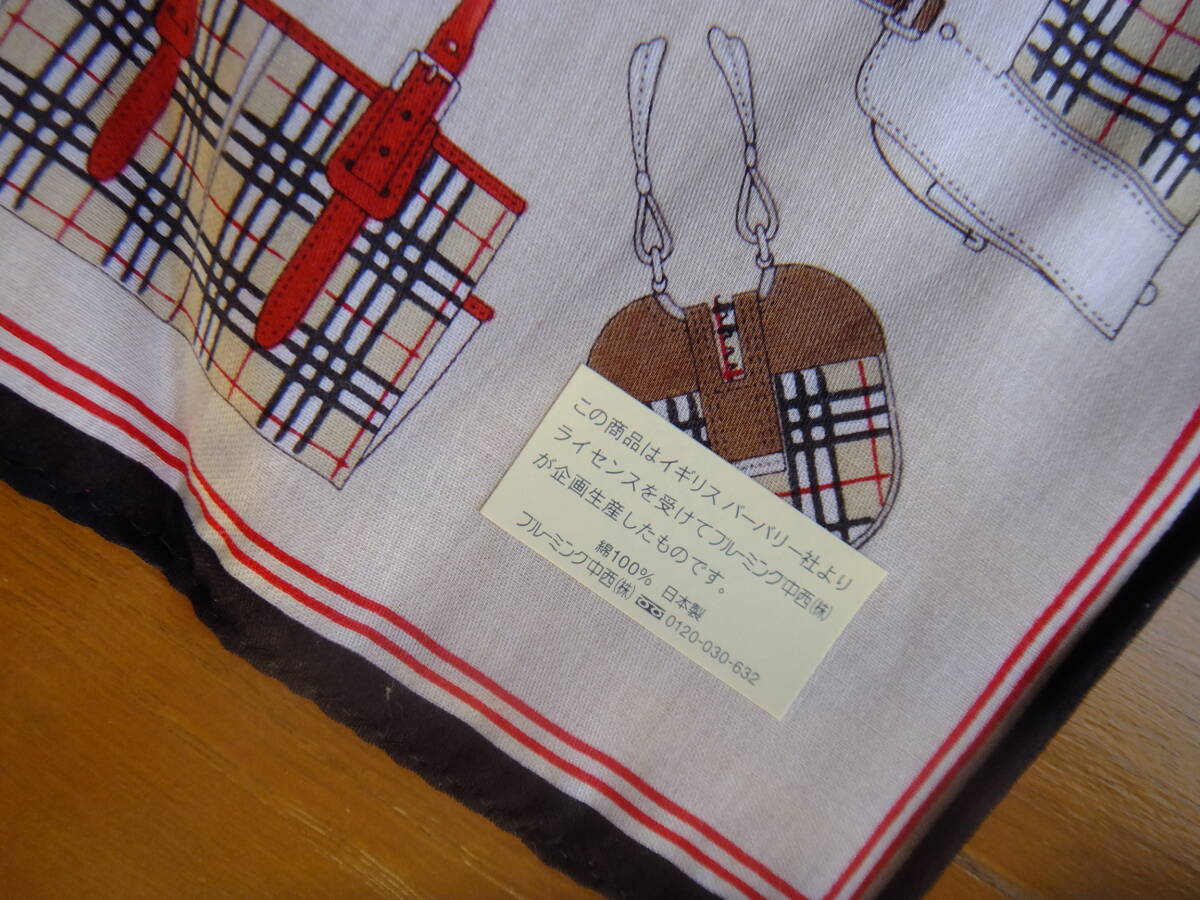 この商品はイギリス バーバリー社より
ライセンスを受けてブルーミング中西㈱
が企画生産したものです。
綿100% 日本製
ブルーミング中西㈱ 0120-030-632